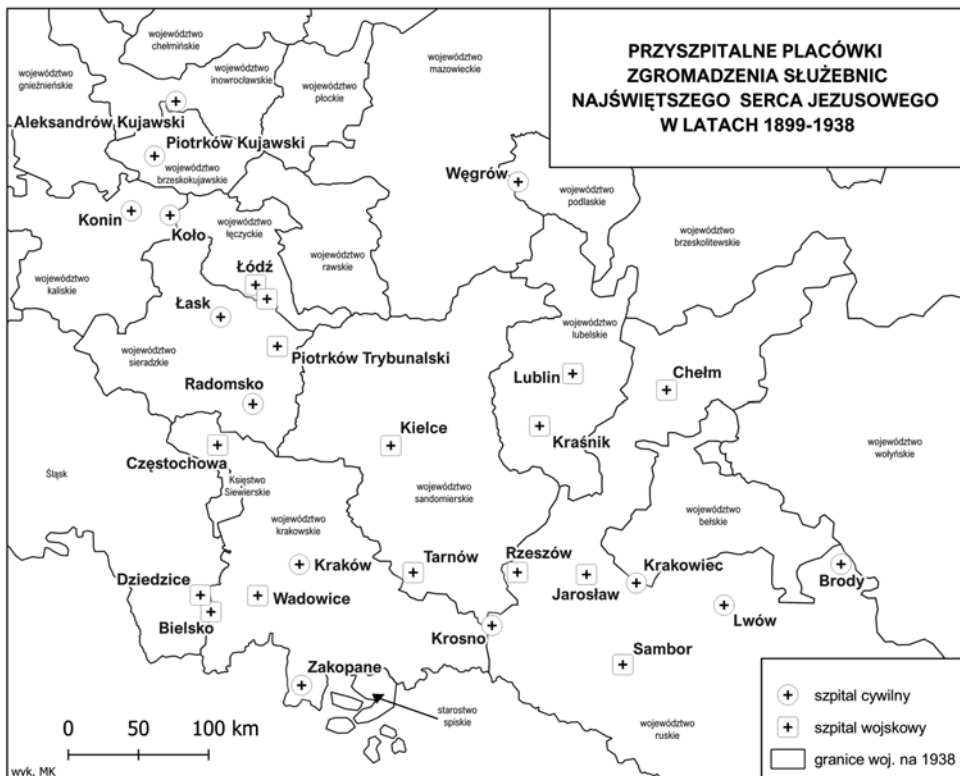 PRZYSZPITALNE PLACÓWKI
ZGROMADZENIA SŁUŻEBNIC
NAJŚWIĘTSZEGO SERCA JEZUSOWEGO
W LATACH 1899-1938
województwo
chełmińskie
województwo
gnieźnieńskie
województwo
inowrocławskie
województwo
płockie
województwo
mazowieckie
Aleksandrów Kujawski
Piotrków Kujawski
województwo
brzeskokujawskie
Węgrów
województwo
podlaskie
Konin
Koło
województwo
łęczyckie
województwo
rawskie
województwo
brzeskolitewskie
województwo
kaliskie
Łódź
Łask
województwo
sieradzkie
Piotrków Trybunalski
województwo
lubelskie
Lublin
Chełm
Radomsko
Kielce
Kraśnik
Częstochowa
Śląsk
Księstwo
Siewierskie
województwo
sandomierskie
województwo
wołyńskie
województwo
krakowskie
województwo
bełskie
Kraków
Tarnów
Rzeszów
Jarosław
Krakowiec
Brody
Dziedzice
Wadowice
Bielsko
Lwów
Krosno
Sambor
Zakopane
starostwo
spiskie
województwo
ruskie
0 50 100 km
szpital cywilny
szpital wojskowy
granice woj. na 1938
wyk. MK